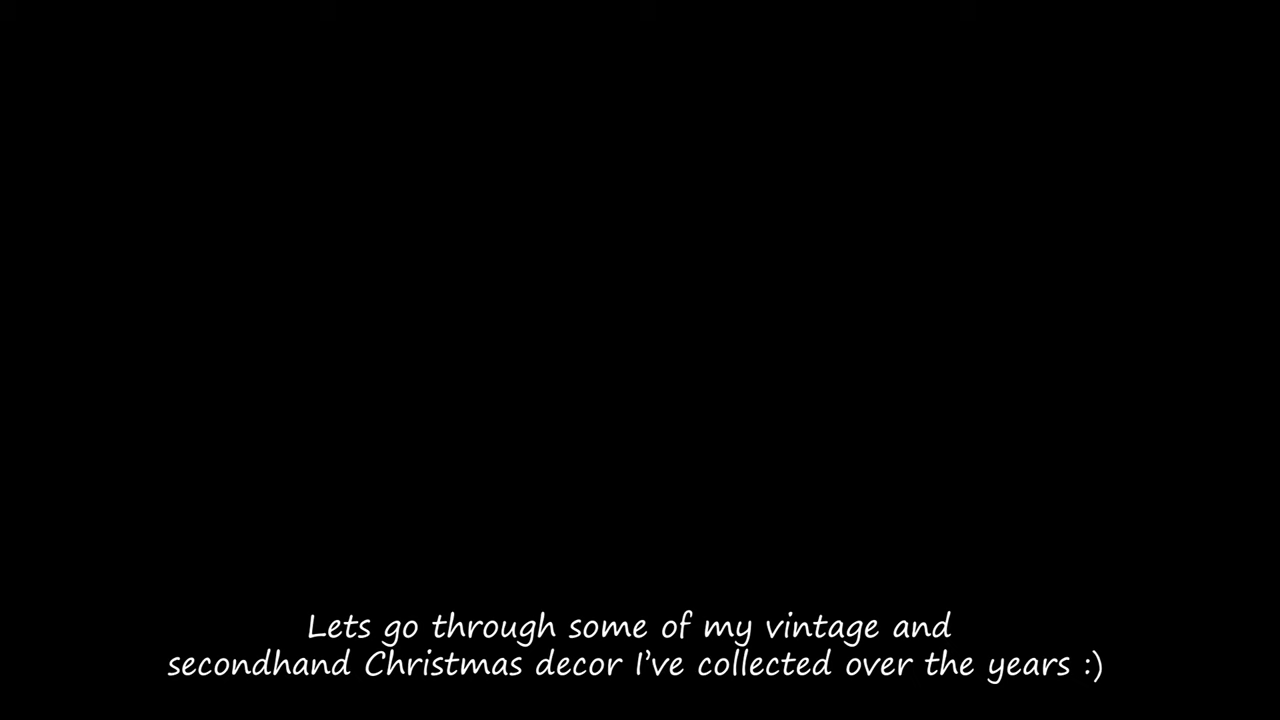 Lets go through some of my vintage and
secondhand Christmas decor I've collected over the years :)